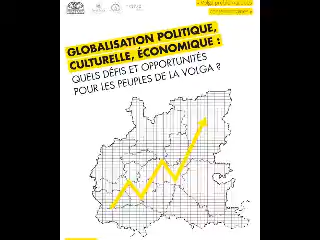 GLOBALISATION POLITIQUE,
CULTURELLE, ÉCONOMIQUE :
QUELS DÉFIS ET OPPORTUNITÉS
POUR LES PEUPLES DE LA VOLGA ?